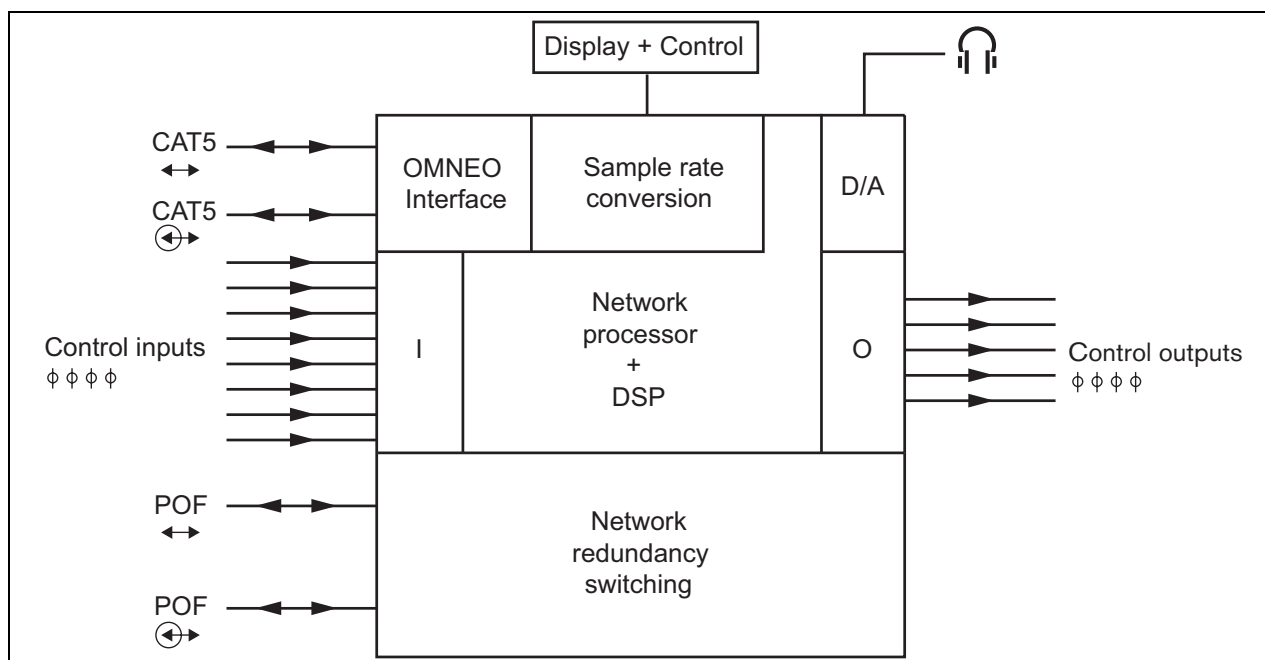 Display + Control
CAT5
CAT5
OMNEO
Interface
Sample rate
conversion
D/A
Control inputs
I
Network
processor
+
DSP
O
Control outputs
POF
POF
Network
redundancy
switching